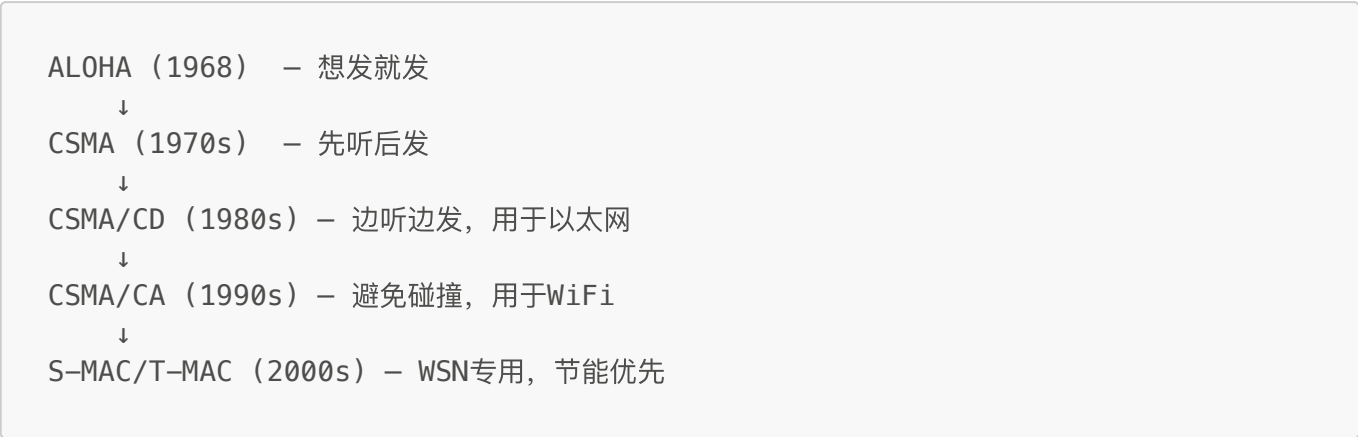 ALOHA (1968) — 想发就发
↓
CSMA (1970s) — 先听后发
↓
CSMA/CD (1980s) — 边听边发，用于以太网
↓
CSMA/CA (1990s) — 避免碰撞，用于WiFi
↓
S-MAC/T-MAC (2000s) — WSN专用，节能优先